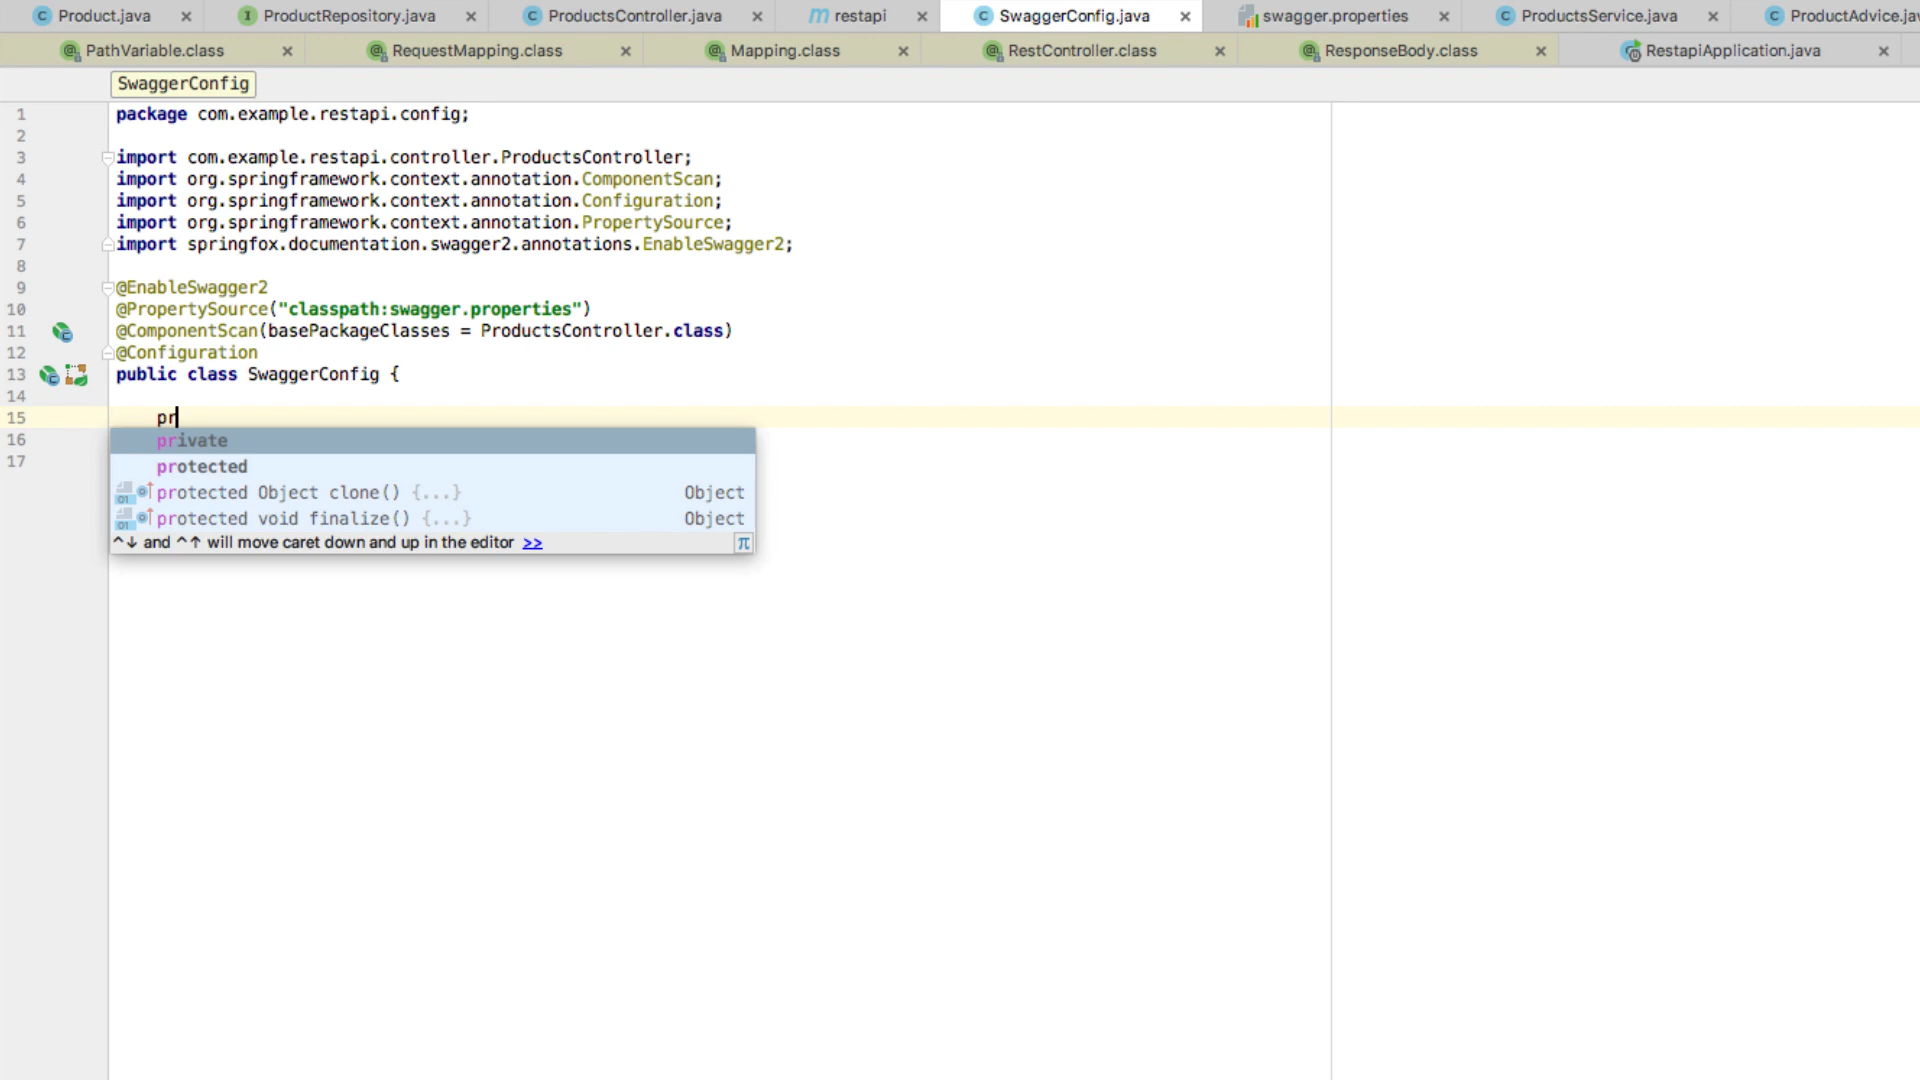 Product.java ProductRepository.java ProductsController.java restapi SwaggerConfig.java swagger.properties ProductsService.java ProductAdvice.ja
PathVariable.class RequestMapping.class Mapping.class RestController.class ResponseBody.class RestapiApplication.java
SwaggerConfig
1 package com.example.restapi.config;
2
3 import com.example.restapi.controller.ProductsController;
4 import org.springframework.context.annotation.ComponentScan;
5 import org.springframework.context.annotation.Configuration;
6 import org.springframework.context.annotation.PropertySource;
7 import springfox.documentation.swagger2.annotations.EnableSwagger2;
8
9 @EnableSwagger2
10 @PropertySource("classpath:swagger.properties")
11 @ComponentScan(basePackageClasses = ProductsController.class)
12 @Configuration
13 public class SwaggerConfig {
14
15 pr
16 private
17 protected
protected Object clone() {...} Object
protected void finalize() {...} Object
^↓ and ^↑ will move caret down and up in the editor >> π